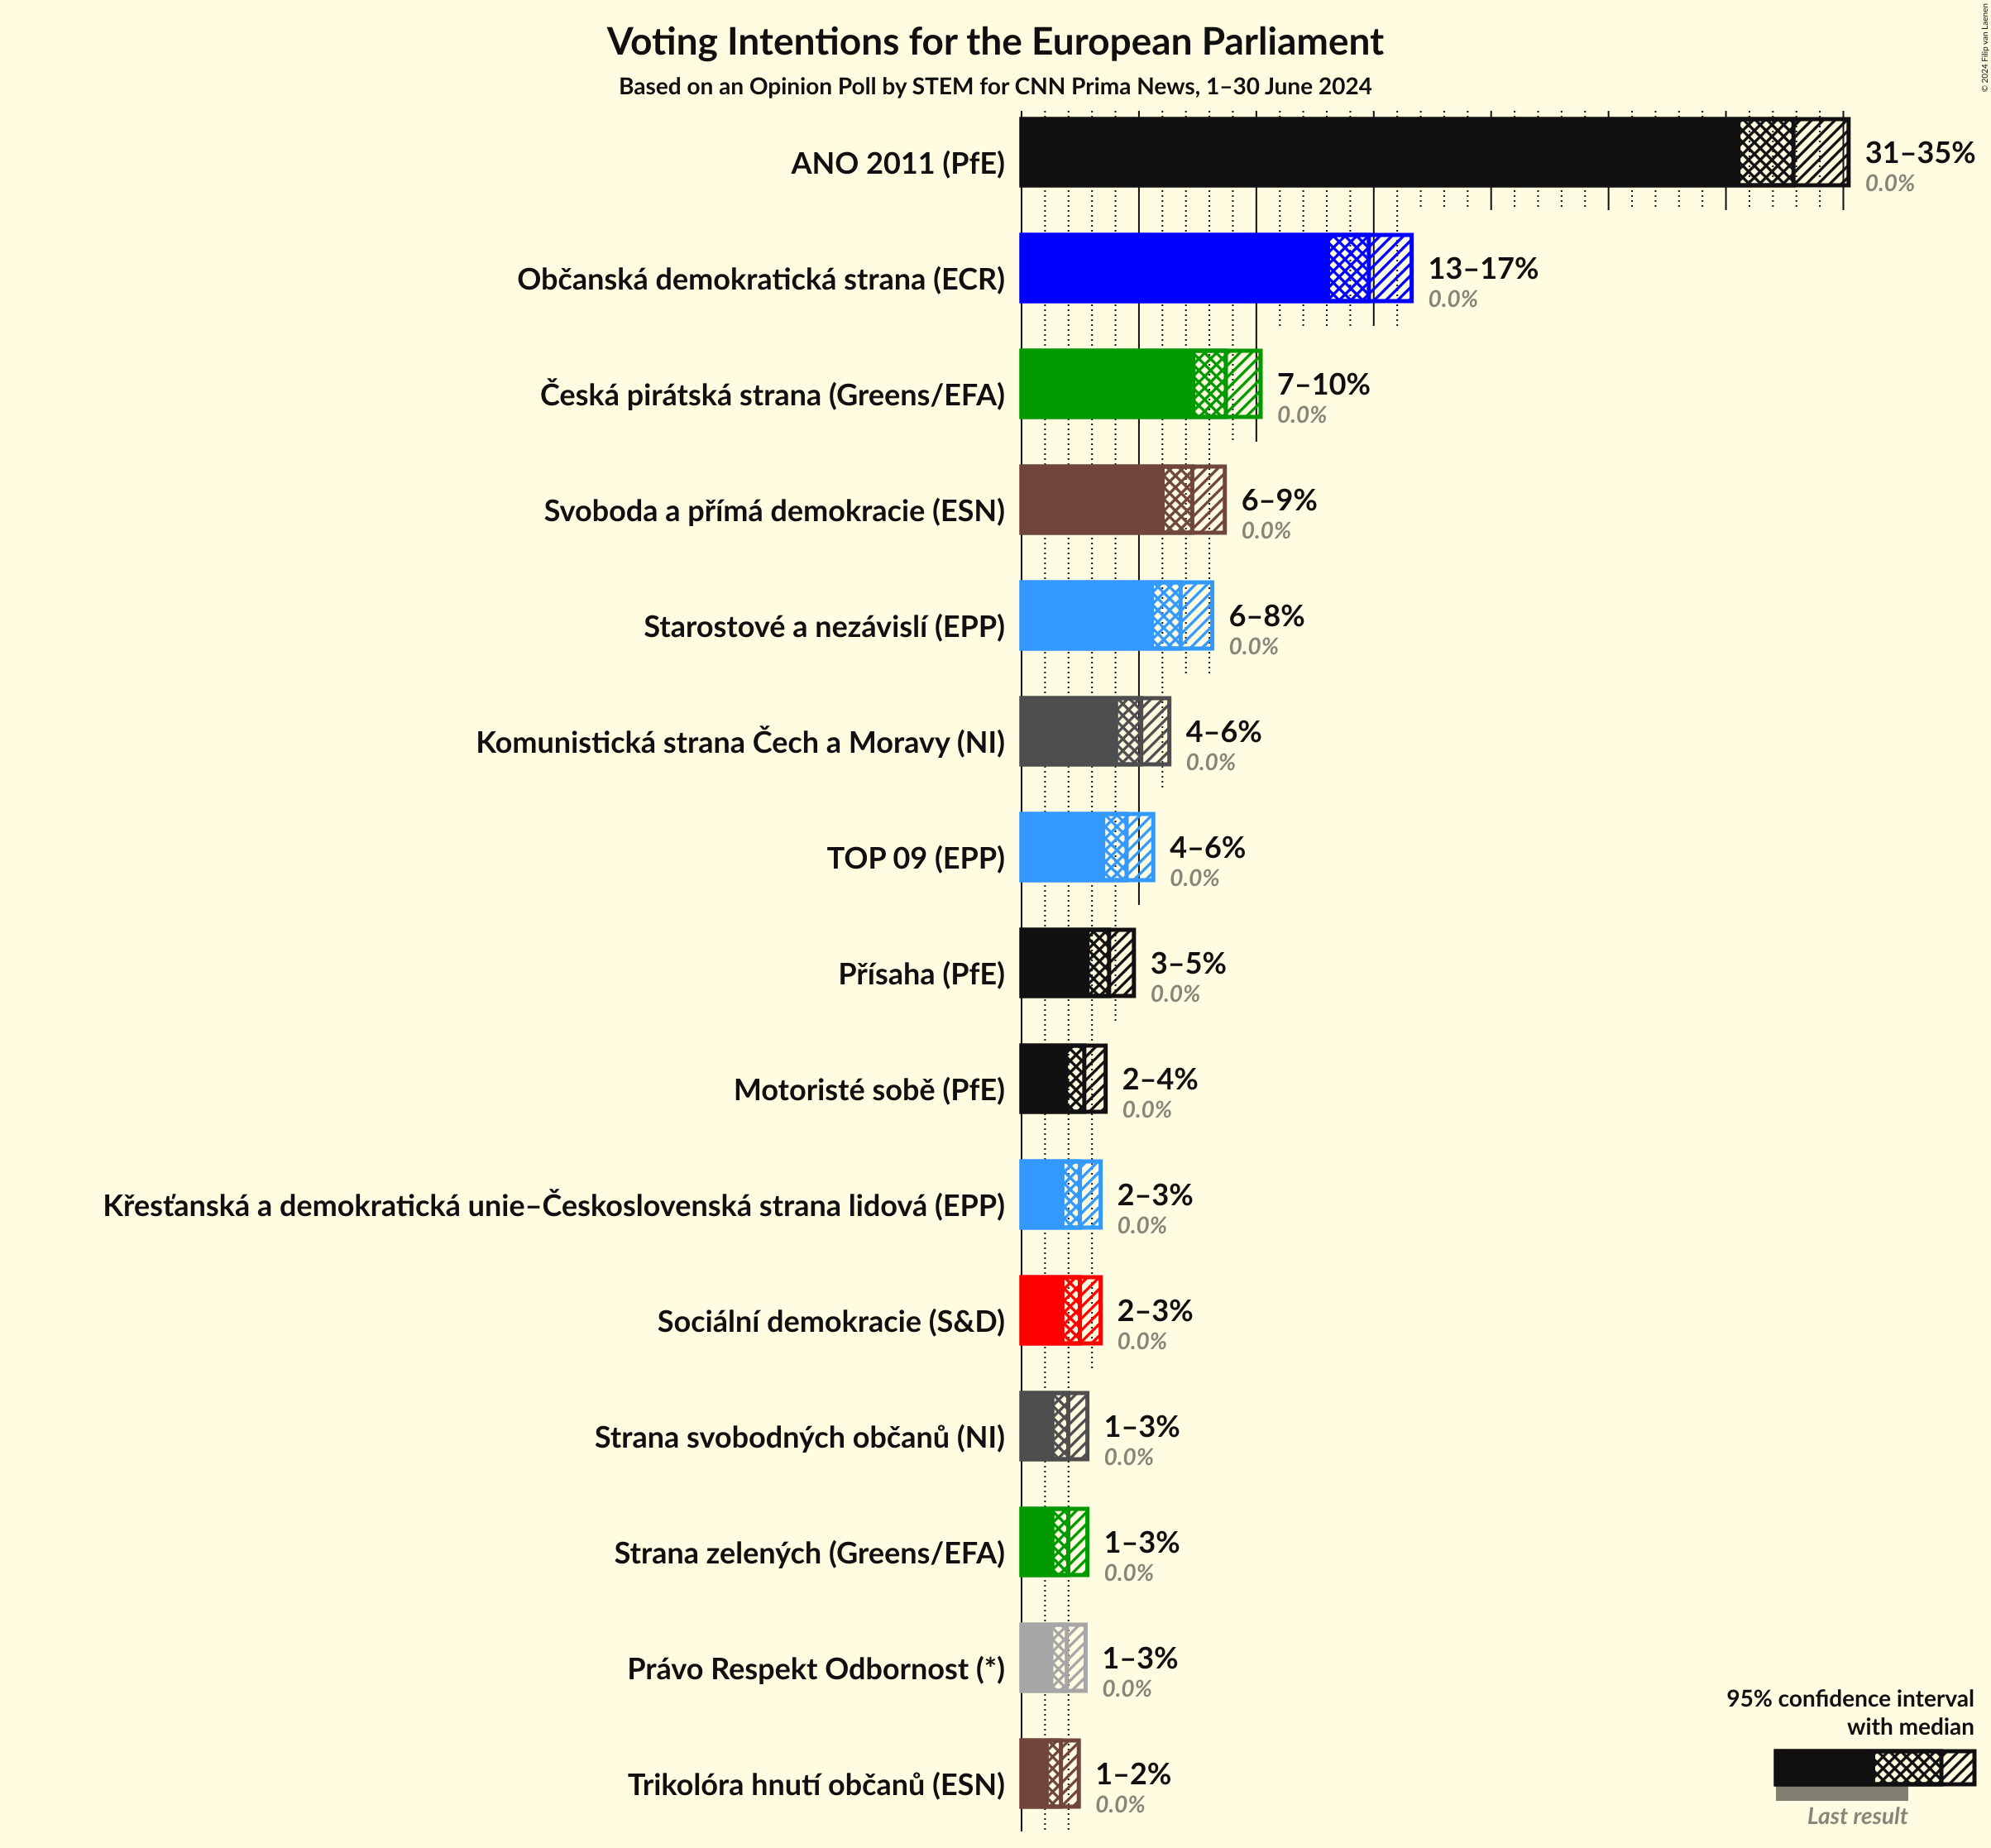 Voting Intentions for the European Parliament
Based on an Opinion Poll by STEM for CNN Prima News, 1–30 June 2024
© 2024 Filip van Laenen
ANO 2011 (PfE)
31–35%
0.0%
Občanská demokratická strana (ECR)
13–17%
0.0%
Česká pirátská strana (Greens/EFA)
7–10%
0.0%
Svoboda a přímá demokracie (ESN)
6–9%
0.0%
Starostové a nezávislí (EPP)
6–8%
0.0%
Komunistická strana Čech a Moravy (NI)
4–6%
0.0%
TOP 09 (EPP)
4–6%
0.0%
Přísaha (PfE)
3–5%
0.0%
Motoristé sobě (PfE)
2–4%
0.0%
Křesťanská a demokratická unie–Československá strana lidová (EPP)
2–3%
0.0%
Sociální demokracie (S&D)
2–3%
0.0%
Strana svobodných občanů (NI)
1–3%
0.0%
Strana zelených (Greens/EFA)
1–3%
0.0%
Právo Respekt Odbornost (*)
1–3%
0.0%
Trikolóra hnutí občanů (ESN)
1–2%
0.0%
95% confidence interval
with median
Last result